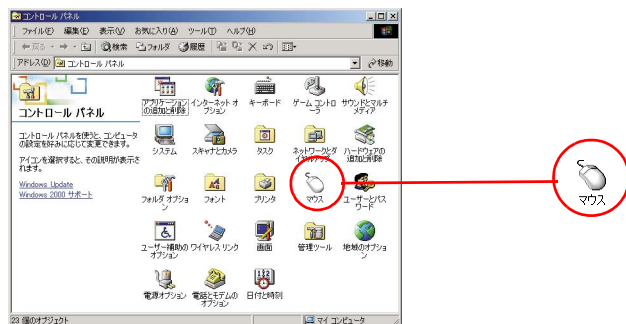 コントロール パネル
ファイル(F) 編集(E) 表示(V) お気に入り(A) ツール(T) ヘルプ(H)
戻る 検索 フォルダ 履歴
アドレス(D) コントロール パネル 移動
コントロール パネル
コントロール パネルを使うと、コンピュータ
の設定を好みに応じて変更できます。
アイコンを選択すると、その説明が表示さ
れます。
Windows Update
Windows 2000 サポート
アプリケーション
の追加と削除
インターネット オ
プション
キーボード
ゲーム コントロ
ーラ
サウンドとマルチ
メディア
システム
スキャナとカメラ
タスク
ネットワークとダ
イヤルアップ
ハードウェアの
追加と削除
フォルダ オプショ
ン
フォント
プリンタ
マウス
ユーザーとパス
ワード
ユーザー補助の
オプション
ワイヤレス リンク
画面
管理ツール
地域のオプショ
ン
電源オプション
電話とモデムの
オプション
日付と時刻
23 個のオブジェクト
マイ コンピュータ
マウス